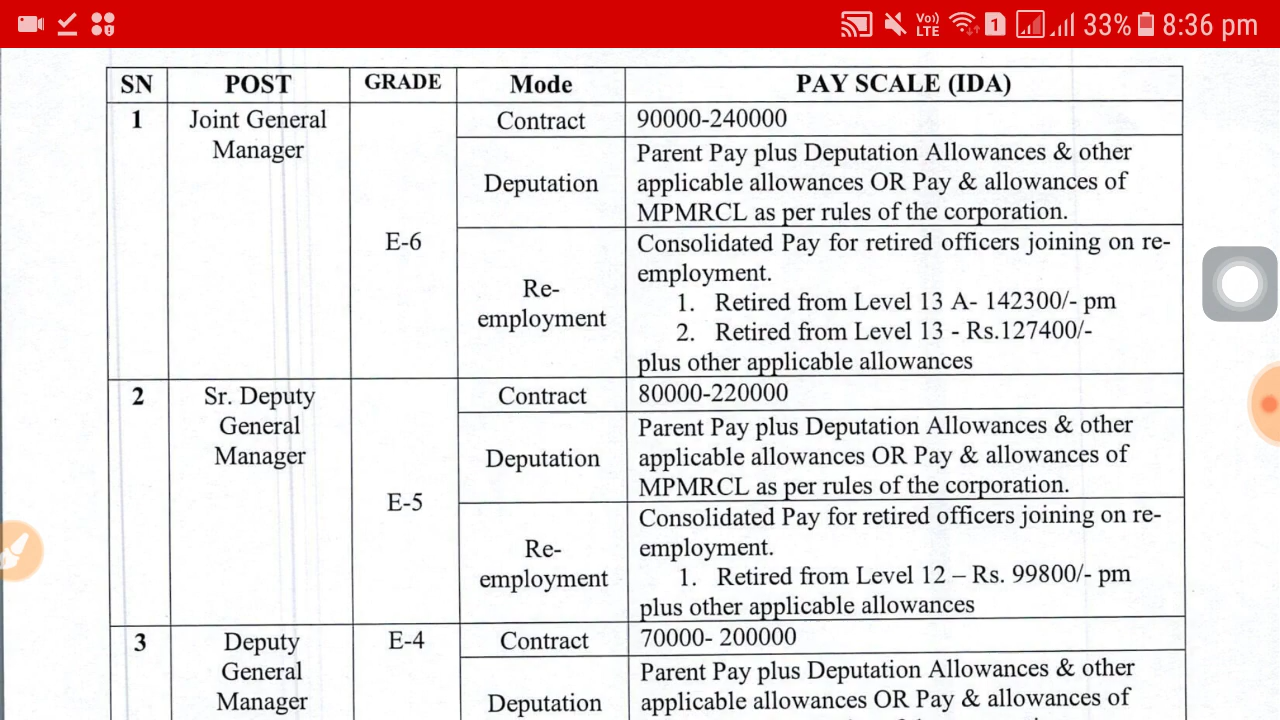 Vo))
LTE 1 33% 8:36 pm
SN POST GRADE Mode PAY SCALE (IDA)
1 Joint General Manager E-6 Contract 90000-240000
Deputation Parent Pay plus Deputation Allowances & other
applicable allowances OR Pay & allowances of
MPMRCL as per rules of the corporation.
Re-
employment
Consolidated Pay for retired officers joining on re-
employment.
1. Retired from Level 13 A- 142300/- pm
2. Retired from Level 13 - Rs.127400/-
plus other applicable allowances
2 Sr. Deputy
General
Manager
E-5
Contract 80000-220000
Deputation
Parent Pay plus Deputation Allowances & other
applicable allowances OR Pay & allowances of
MPMRCL as per rules of the corporation.
Re-
employment
Consolidated Pay for retired officers joining on re-
employment.
1. Retired from Level 12 – Rs. 99800/- pm
plus other applicable allowances
3 Deputy
General
Manager
E-4
Contract 70000- 200000
Deputation
Parent Pay plus Deputation Allowances & other
applicable allowances OR Pay & allowances of